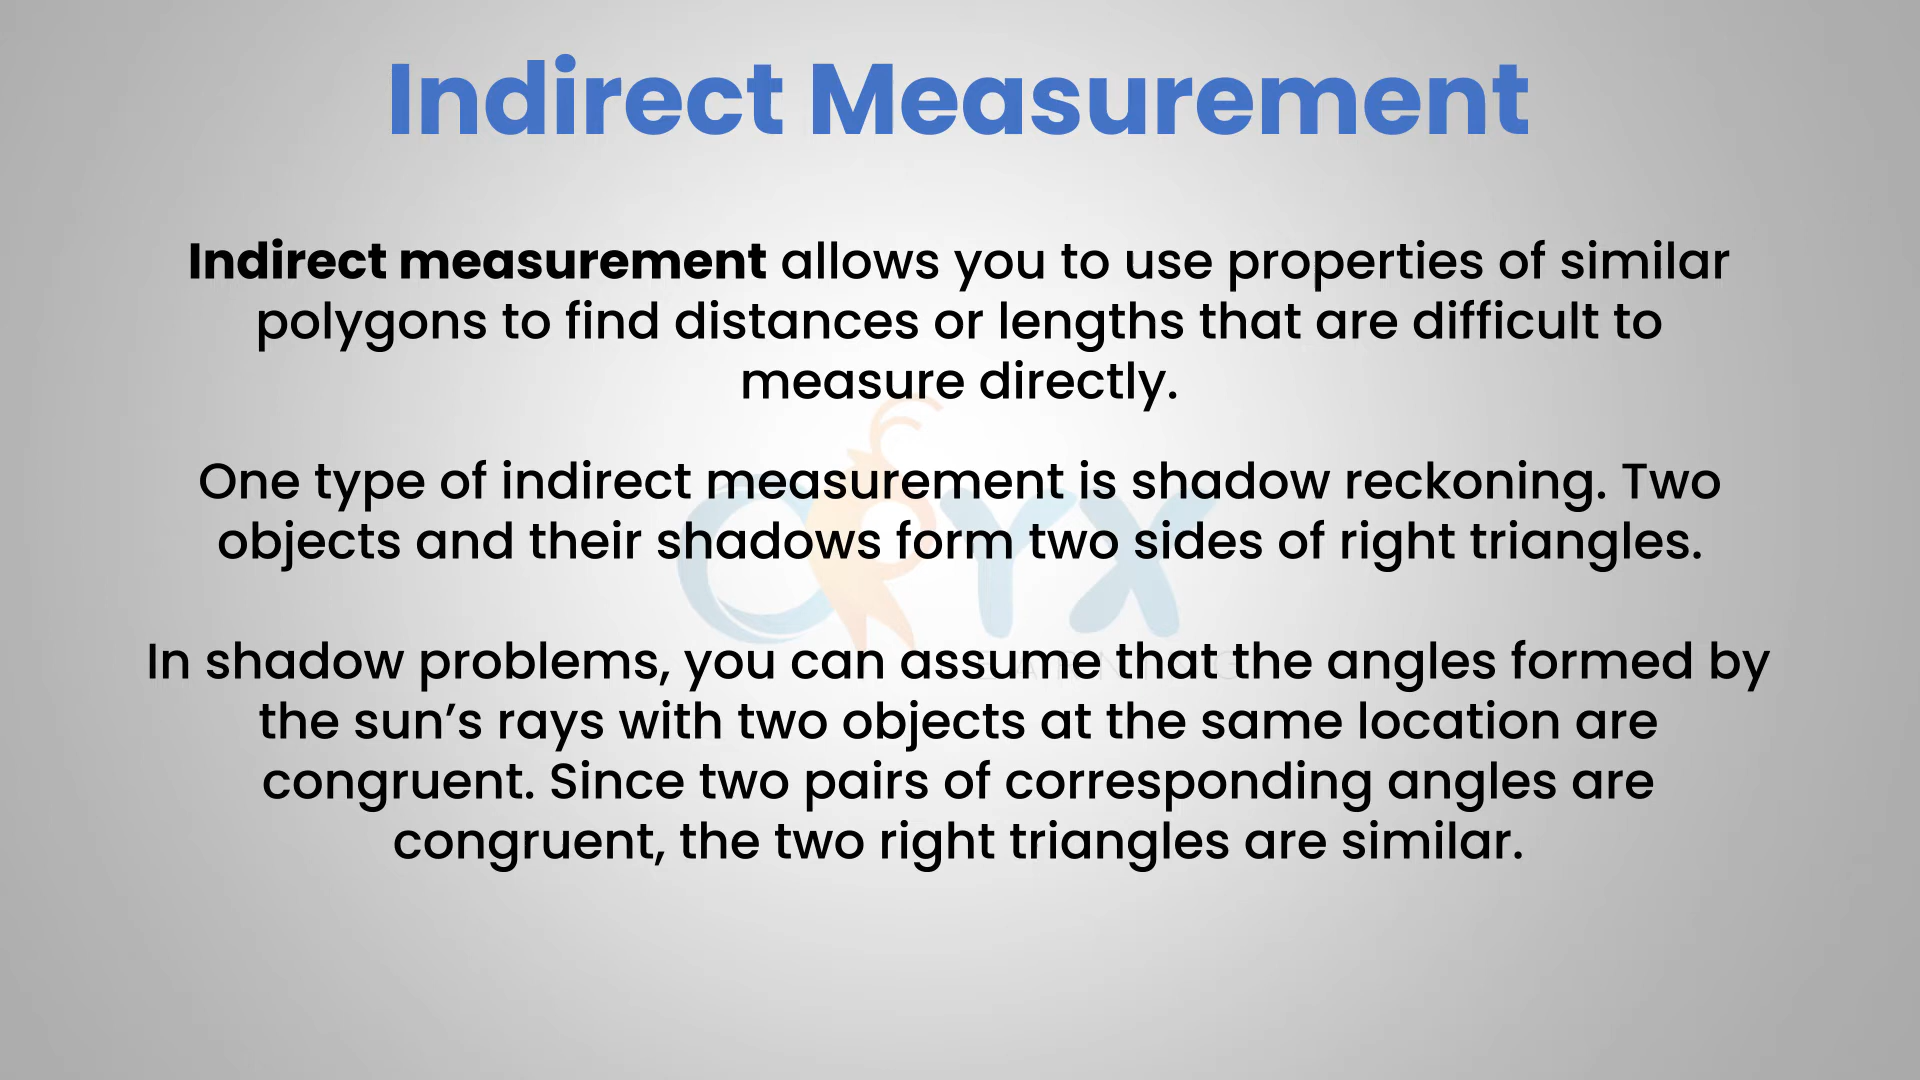 Indirect Measurement
Indirect measurement allows you to use properties of similar
polygons to find distances or lengths that are difficult to
measure directly.
One type of indirect measurement is shadow reckoning. Two
objects and their shadows form two sides of right triangles.
In shadow problems, you can assume that the angles formed by
the sun’s rays with two objects at the same location are
congruent. Since two pairs of corresponding angles are
congruent, the two right triangles are similar.
ORYX